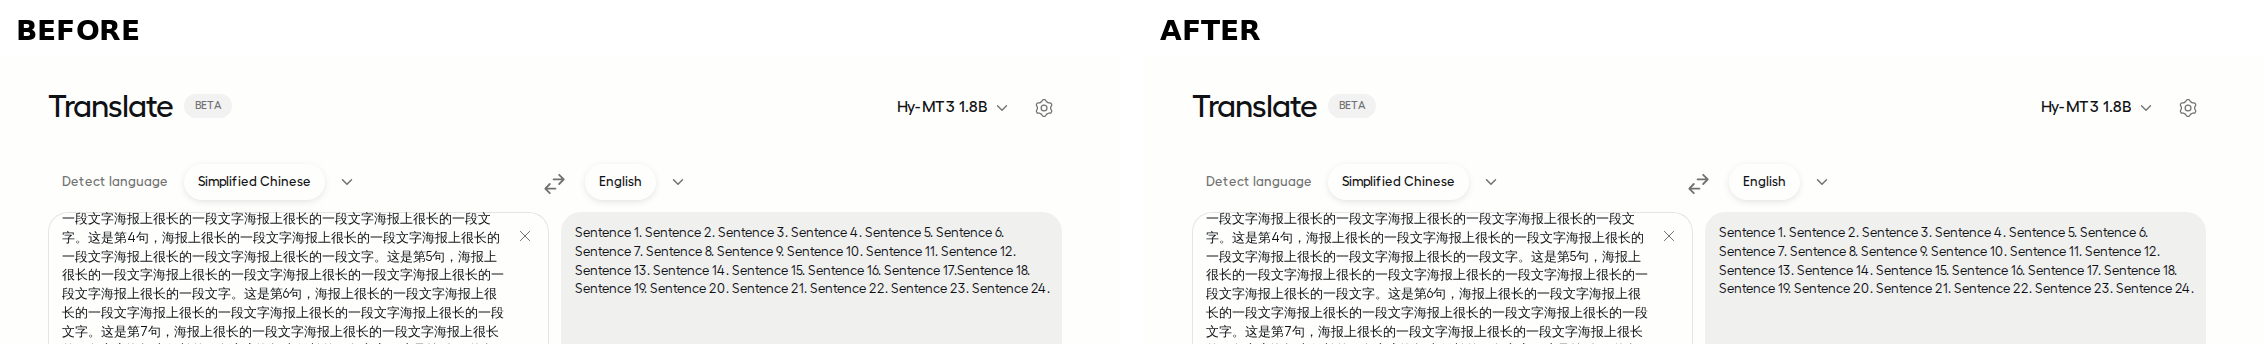 BEFORE
Translate BETA
Hy-MT3 1.8B
Detect language Simplified Chinese English
一段文字海报上很长的一段文字海报上很长的一段文字海报上很长的一段文
字。这是第4句，海报上很长的一段文字海报上很长的一段文字海报上很长的
一段文字海报上很长的一段文字海报上很长的一段文字。这是第5句，海报上
很长的一段文字海报上很长的一段文字海报上很长的一段文字海报上很长的一
段文字海报上很长的一段文字。这是第6句，海报上很长的一段文字海报上很
长的一段文字海报上很长的一段文字海报上很长的一段文字海报上很长的一段
文字。这是第7句，海报上很长的一段文字海报上很长的一段文字海报上很长
Sentence 1. Sentence 2. Sentence 3. Sentence 4. Sentence 5. Sentence 6.
Sentence 7. Sentence 8. Sentence 9. Sentence 10. Sentence 11. Sentence 12.
Sentence 13. Sentence 14. Sentence 15. Sentence 16. Sentence 17.Sentence 18.
Sentence 19. Sentence 20. Sentence 21. Sentence 22. Sentence 23. Sentence 24.
AFTER
Translate BETA
Hy-MT3 1.8B
Detect language Simplified Chinese English
一段文字海报上很长的一段文字海报上很长的一段文字海报上很长的一段文
字。这是第4句，海报上很长的一段文字海报上很长的一段文字海报上很长的
一段文字海报上很长的一段文字海报上很长的一段文字。这是第5句，海报上
很长的一段文字海报上很长的一段文字海报上很长的一段文字海报上很长的一
段文字海报上很长的一段文字。这是第6句，海报上很长的一段文字海报上很
长的一段文字海报上很长的一段文字海报上很长的一段文字海报上很长的一段
文字。这是第7句，海报上很长的一段文字海报上很长的一段文字海报上很长
Sentence 1. Sentence 2. Sentence 3. Sentence 4. Sentence 5. Sentence 6.
Sentence 7. Sentence 8. Sentence 9. Sentence 10. Sentence 11. Sentence 12.
Sentence 13. Sentence 14. Sentence 15. Sentence 16. Sentence 17. Sentence 18.
Sentence 19. Sentence 20. Sentence 21. Sentence 22. Sentence 23. Sentence 24.